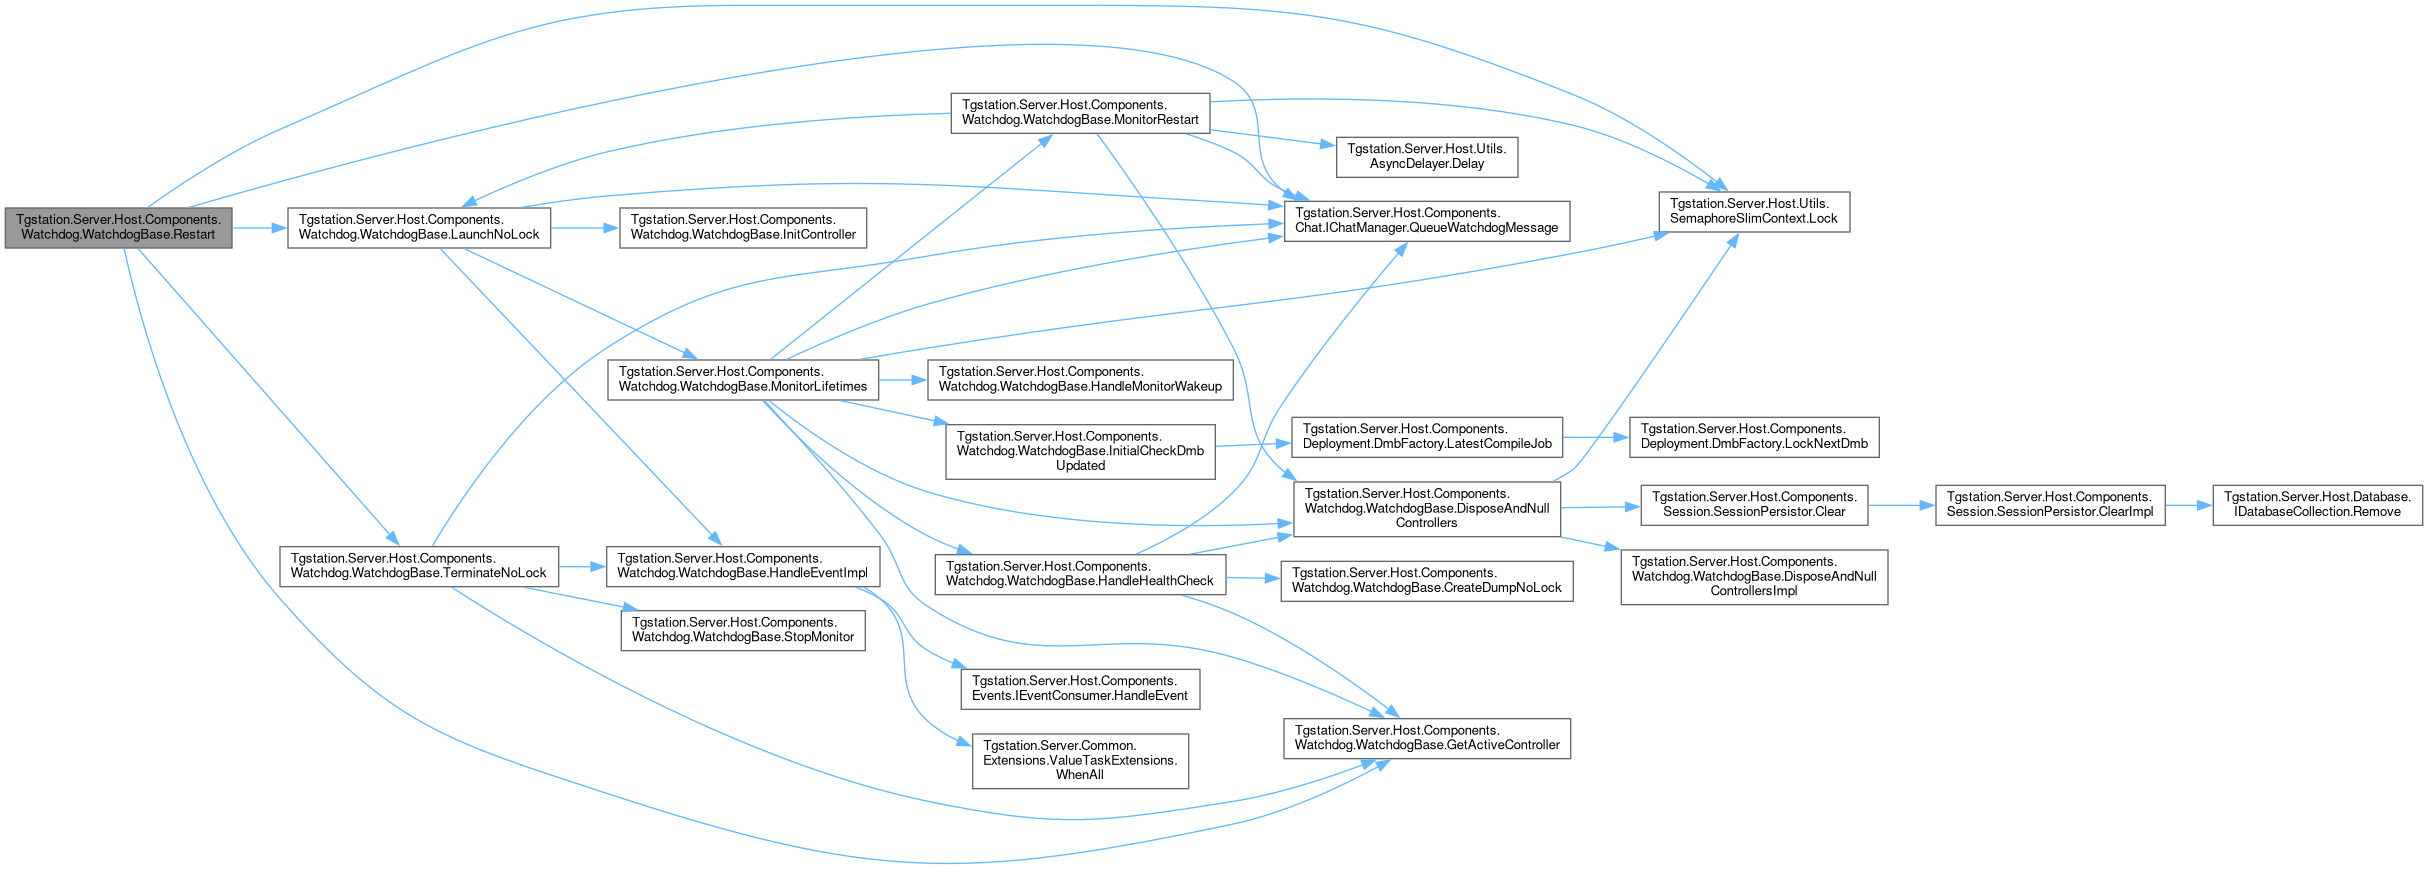 Tgstation.Server.Host.Components.
Watchdog.WatchdogBase.Restart
Tgstation.Server.Host.Components.
Watchdog.WatchdogBase.LaunchNoLock
Tgstation.Server.Host.Components.
Watchdog.WatchdogBase.InitController
Tgstation.Server.Host.Components.
Watchdog.WatchdogBase.MonitorRestart
Tgstation.Server.Host.Utils.
AsyncDelayer.Delay
Tgstation.Server.Host.Components.
Chat.IChatManager.QueueWatchdogMessage
Tgstation.Server.Host.Utils.
SemaphoreSlimContext.Lock
Tgstation.Server.Host.Components.
Watchdog.WatchdogBase.MonitorLifetimes
Tgstation.Server.Host.Components.
Watchdog.WatchdogBase.HandleMonitorWakeup
Tgstation.Server.Host.Components.
Watchdog.WatchdogBase.InitialCheckDmb
Updated
Tgstation.Server.Host.Components.
Deployment.DmbFactory.LatestCompileJob
Tgstation.Server.Host.Components.
Deployment.DmbFactory.LockNextDmb
Tgstation.Server.Host.Components.
Watchdog.WatchdogBase.DisposeAndNull
Controllers
Tgstation.Server.Host.Components.
Session.SessionPersistor.Clear
Tgstation.Server.Host.Components.
Session.SessionPersistor.ClearImpl
Tgstation.Server.Host.Database.
IDatabaseCollection.Remove
Tgstation.Server.Host.Components.
Watchdog.WatchdogBase.TerminateNoLock
Tgstation.Server.Host.Components.
Watchdog.WatchdogBase.HandleEventImpl
Tgstation.Server.Host.Components.
Watchdog.WatchdogBase.HandleHealthCheck
Tgstation.Server.Host.Components.
Watchdog.WatchdogBase.CreateDumpNoLock
Tgstation.Server.Host.Components.
Watchdog.WatchdogBase.DisposeAndNull
ControllersImpl
Tgstation.Server.Host.Components.
Watchdog.WatchdogBase.StopMonitor
Tgstation.Server.Host.Components.
Events.IEventConsumer.HandleEvent
Tgstation.Server.Host.Components.
Watchdog.WatchdogBase.GetActiveController
Tgstation.Server.Common.
Extensions.ValueTaskExtensions.
WhenAll